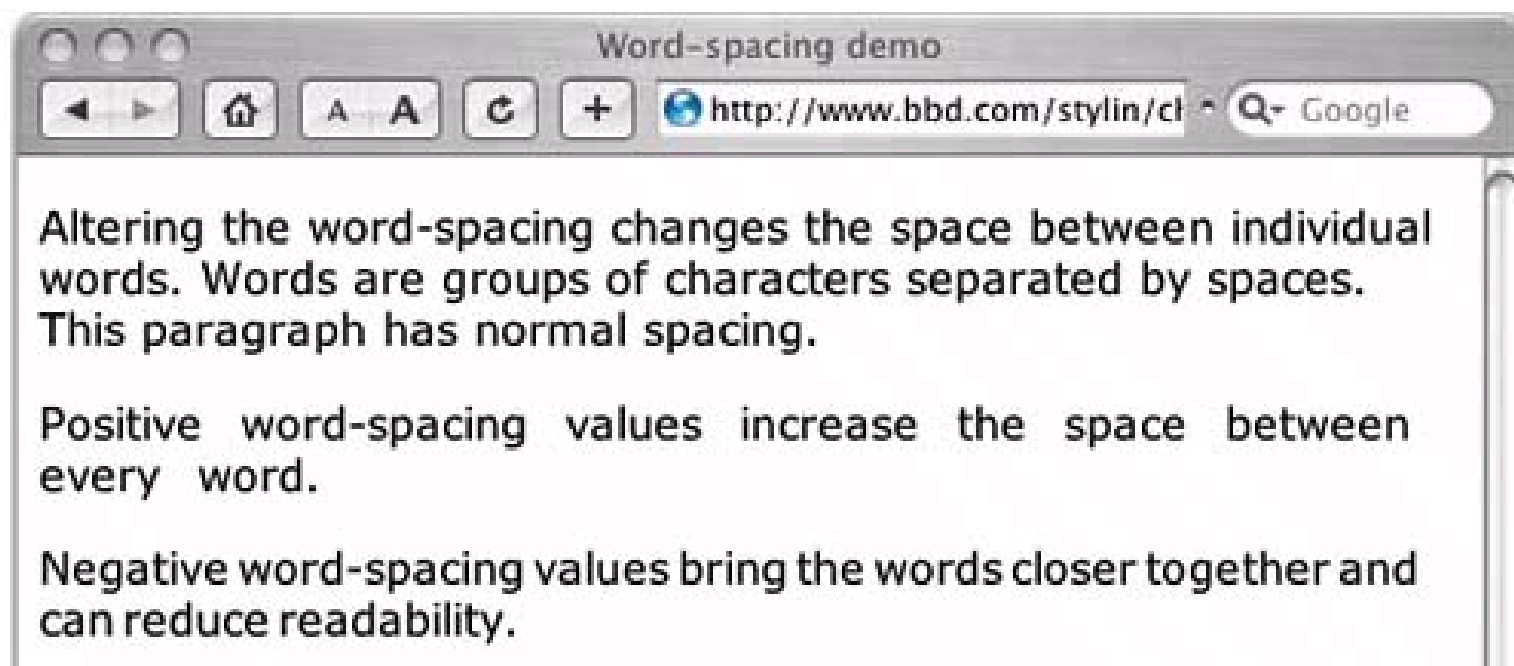 Word-spacing demo
A A + http://www.bbd.com/stylin/ Google
Altering the word-spacing changes the space between individual
words. Words are groups of characters separated by spaces.
This paragraph has normal spacing.
Positive word-spacing values increase the space between
every word.
Negative word-spacing values bring the words closer together and
can reduce readability.